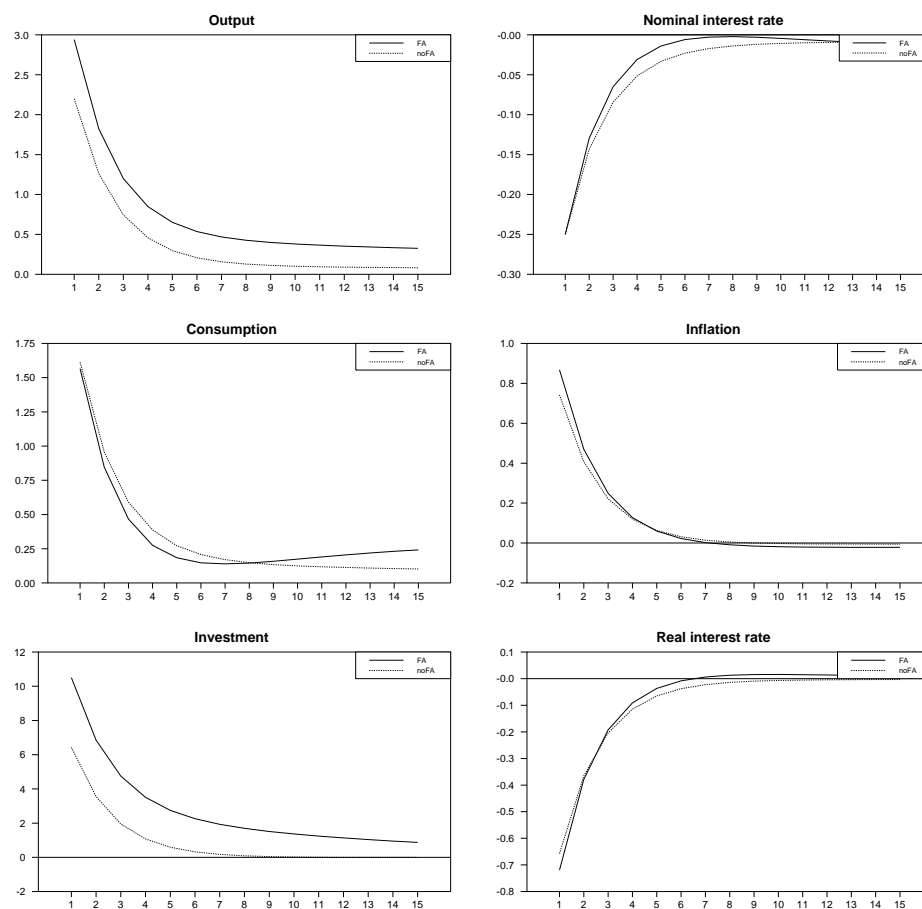 Output
FA
noFA
3.0
2.5
2.0
1.5
1.0
0.5
0.0
1 2 3 4 5 6 7 8 9 10 11 12 13 14 15
Nominal interest rate
FA
noFA
-0.00
-0.05
-0.10
-0.15
-0.20
-0.25
-0.30
1 2 3 4 5 6 7 8 9 10 11 12 13 14 15
Consumption
FA
noFA
1.75
1.50
1.25
1.00
0.75
0.50
0.25
0.00
1 2 3 4 5 6 7 8 9 10 11 12 13 14 15
Inflation
FA
noFA
1.0
0.8
0.6
0.4
0.2
0.0
-0.2
1 2 3 4 5 6 7 8 9 10 11 12 13 14 15
Investment
FA
noFA
12
10
8
6
4
2
0
-2
1 2 3 4 5 6 7 8 9 10 11 12 13 14 15
Real interest rate
FA
noFA
0.1
-0.0
-0.1
-0.2
-0.3
-0.4
-0.5
-0.6
-0.7
-0.8
1 2 3 4 5 6 7 8 9 10 11 12 13 14 15